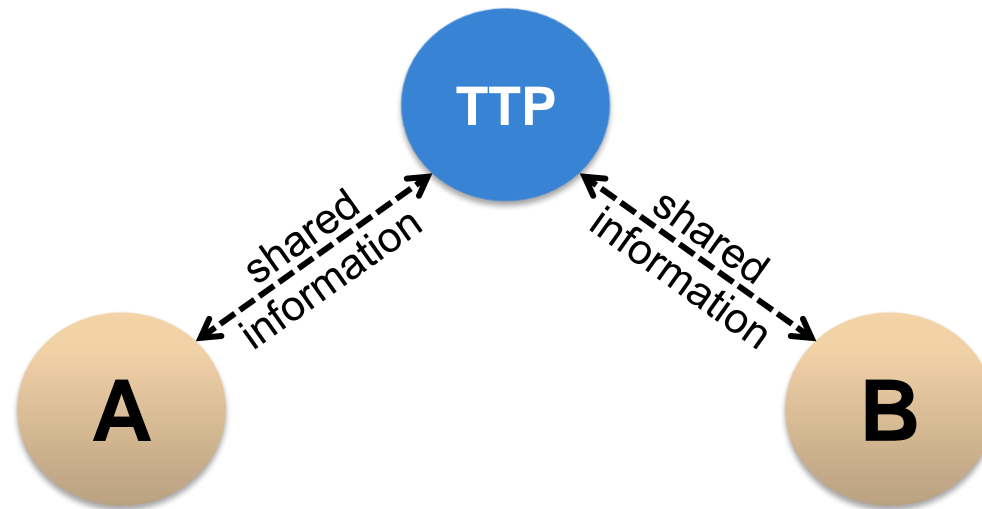 TTP
shared
information
shared
information
A
B